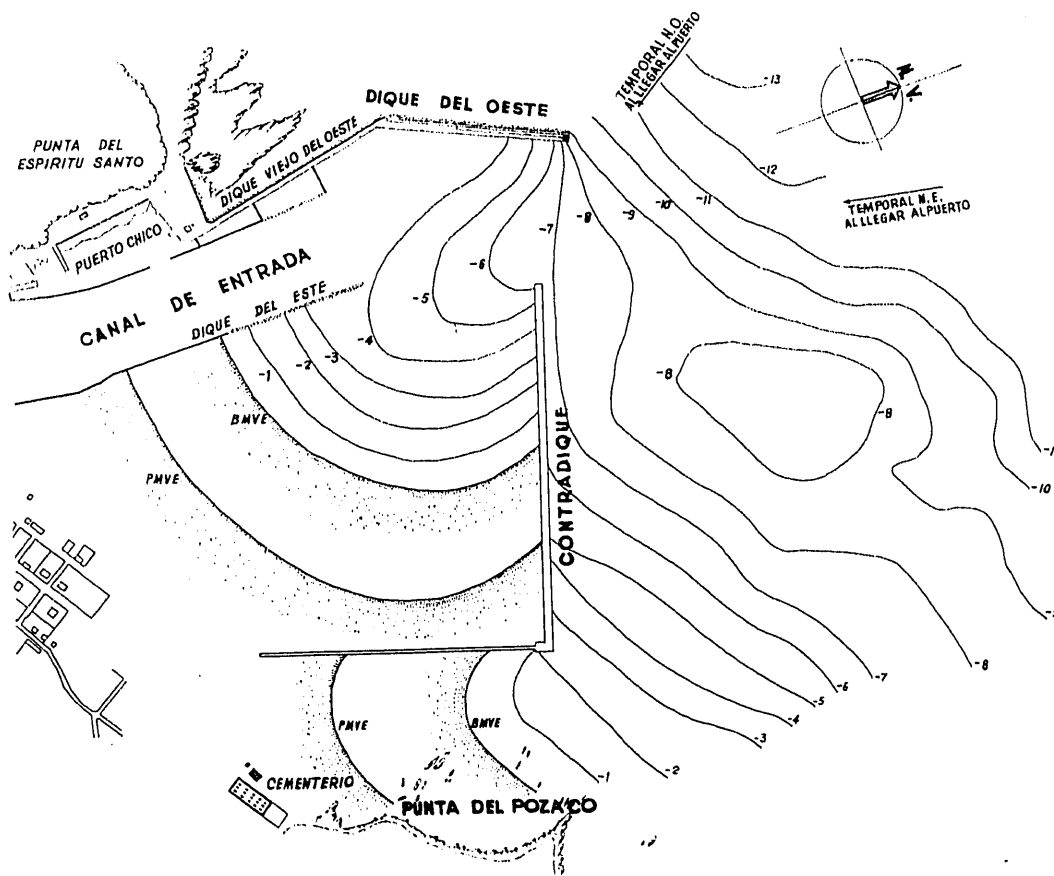 TEMPORAL N.O.
AL LLEGAR AL PUERTO
-13
N.V.
DIQUE DEL OESTE
PUNTA DEL
ESPIRITU SANTO
DIQUE VIEJO DEL OESTE
-12
TEMPORAL N.E.
AL LLEGAR AL PUERTO
-11
-10
-9
-8
-7
PUERTO CHICO
-6
-5
CANAL DE ENTRADA
DIQUE DEL ESTE
-4
-3
-2
-1
-8
-8
BMVE
CONTRADIQUE
PMVE
-10
-8
-7
-6
-5
-4
-3
-2
-1
PMVE
BMVE
CEMENTERIO
PUNTA DEL POZACO